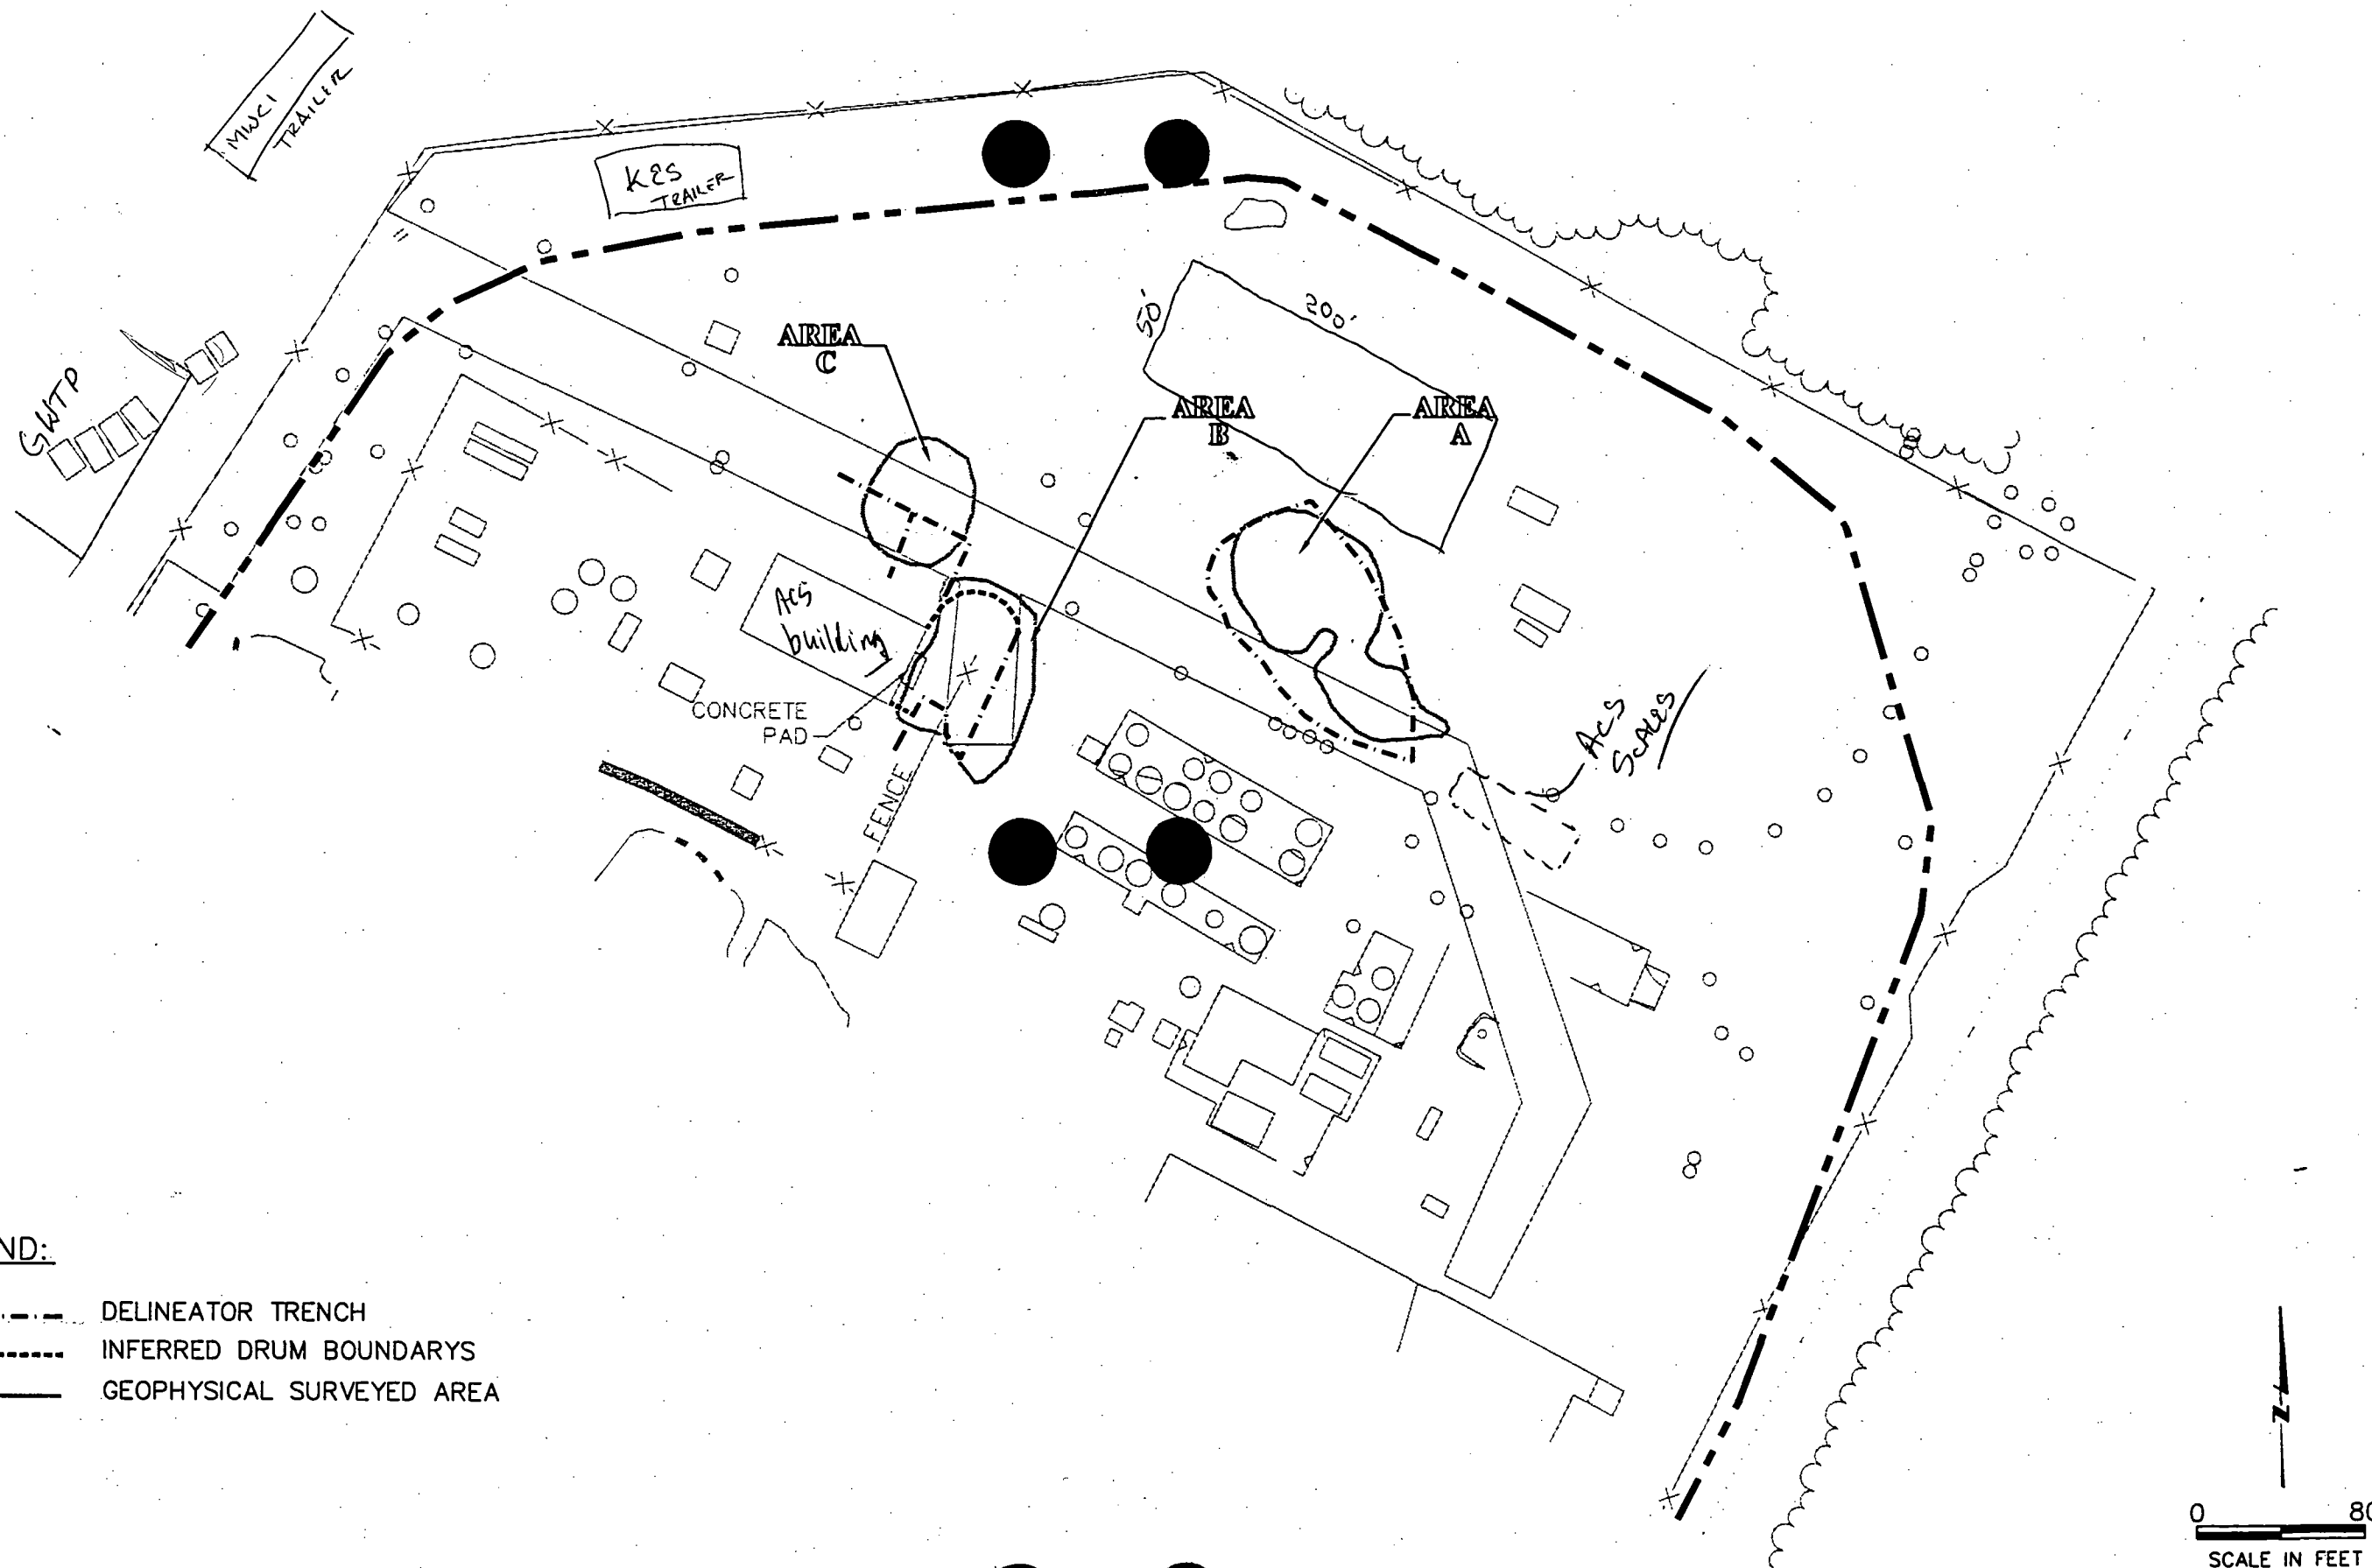 MWCI
TRAILER
K&S
TRAILER
50'
200'
AREA
C
AREA
B
AREA
A
GWTP
ACS
building
CONCRETE
PAD
FENCE
ACS
SCALES
ND:
DELINEATOR TRENCH
INFERRED DRUM BOUNDARYS
GEOPHYSICAL SURVEYED AREA
N
0 80
SCALE IN FEET